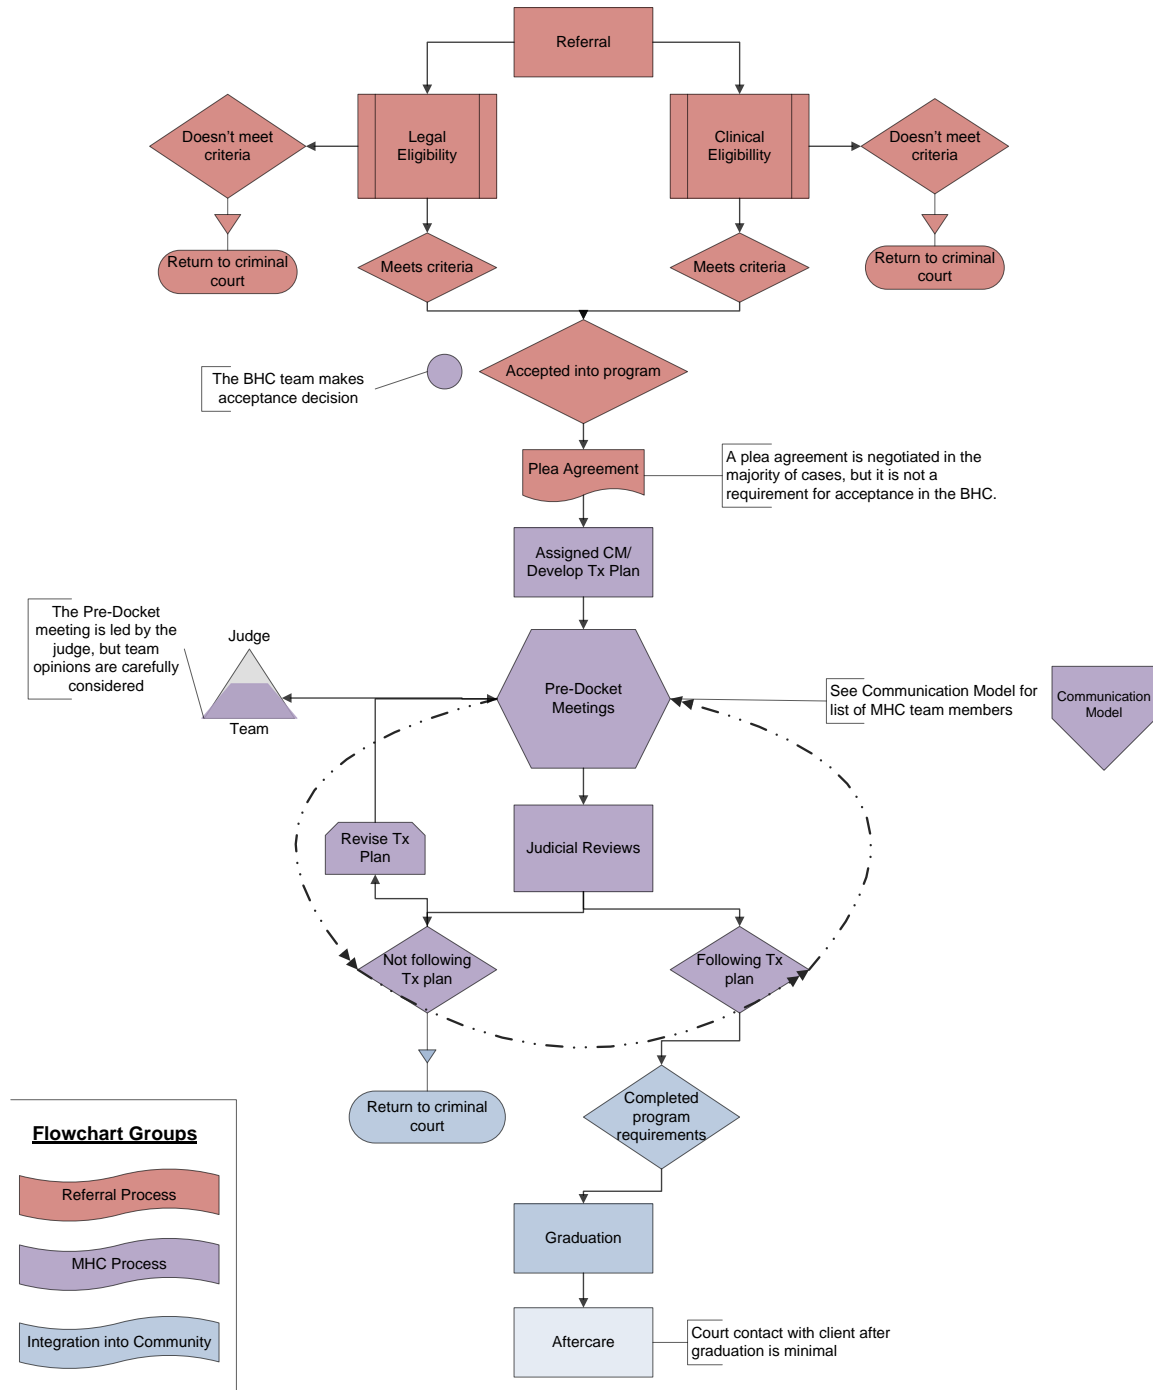 Referral
Doesn't meet
criteria
Legal
Eligibility
Clinical
Eligibillity
Doesn't meet
criteria
Return to criminal
court
Meets criteria
Meets criteria
Return to criminal
court
The BHC team makes
acceptance decision
Accepted into program
Plea Agreement
A plea agreement is negotiated in the
majority of cases, but it is not a
requirement for acceptance in the BHC.
Assigned CM/
Develop Tx Plan
The Pre-Docket
meeting is led by the
judge, but team
opinions are carefully
considered
Judge
Team
Pre-Docket
Meetings
See Communication Model for
list of MHC team members
Communication
Model
Revise Tx
Plan
Judicial Reviews
Not following
Tx plan
Following Tx
plan
Return to criminal
court
Completed
program
requirements
Flowchart Groups
Referral Process
MHC Process
Integration into Community
Graduation
Aftercare
Court contact with client after
graduation is minimal